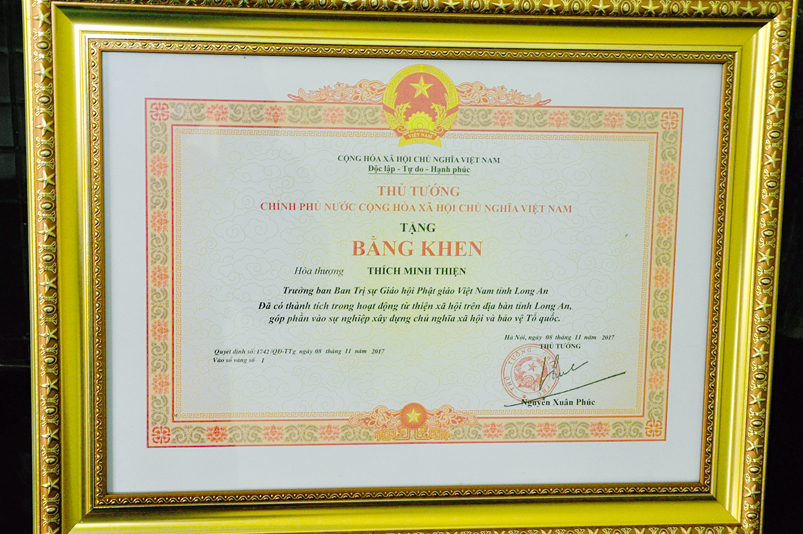 VIỆT NAM
CỘNG HÒA XÃ HỘI CHỦ NGHĨA VIỆT NAM
Độc lập - Tự do - Hạnh phúc
THỦ TƯỚNG
CHÍNH PHỦ NƯỚC CỘNG HÒA XÃ HỘI CHỦ NGHĨA VIỆT NAM
TẶNG
BẰNG KHEN
Hòa thượng THÍCH MINH THIỆN
Trưởng ban Ban Trị sự Giáo hội Phật giáo Việt Nam tỉnh Long An
Đã có thành tích trong hoạt động từ thiện xã hội trên địa bàn tỉnh Long An,
góp phần vào sự nghiệp xây dựng chủ nghĩa xã hội và bảo vệ Tổ quốc.
Quyết định số: 1742/QĐ-TTg, ngày 08 tháng 11 năm 2017
Vào sổ vàng số 1
Hà Nội, ngày 08 tháng 11 năm 2017
THỦ TƯỚNG
THỦ TƯỚNG
Nguyễn Xuân Phúc